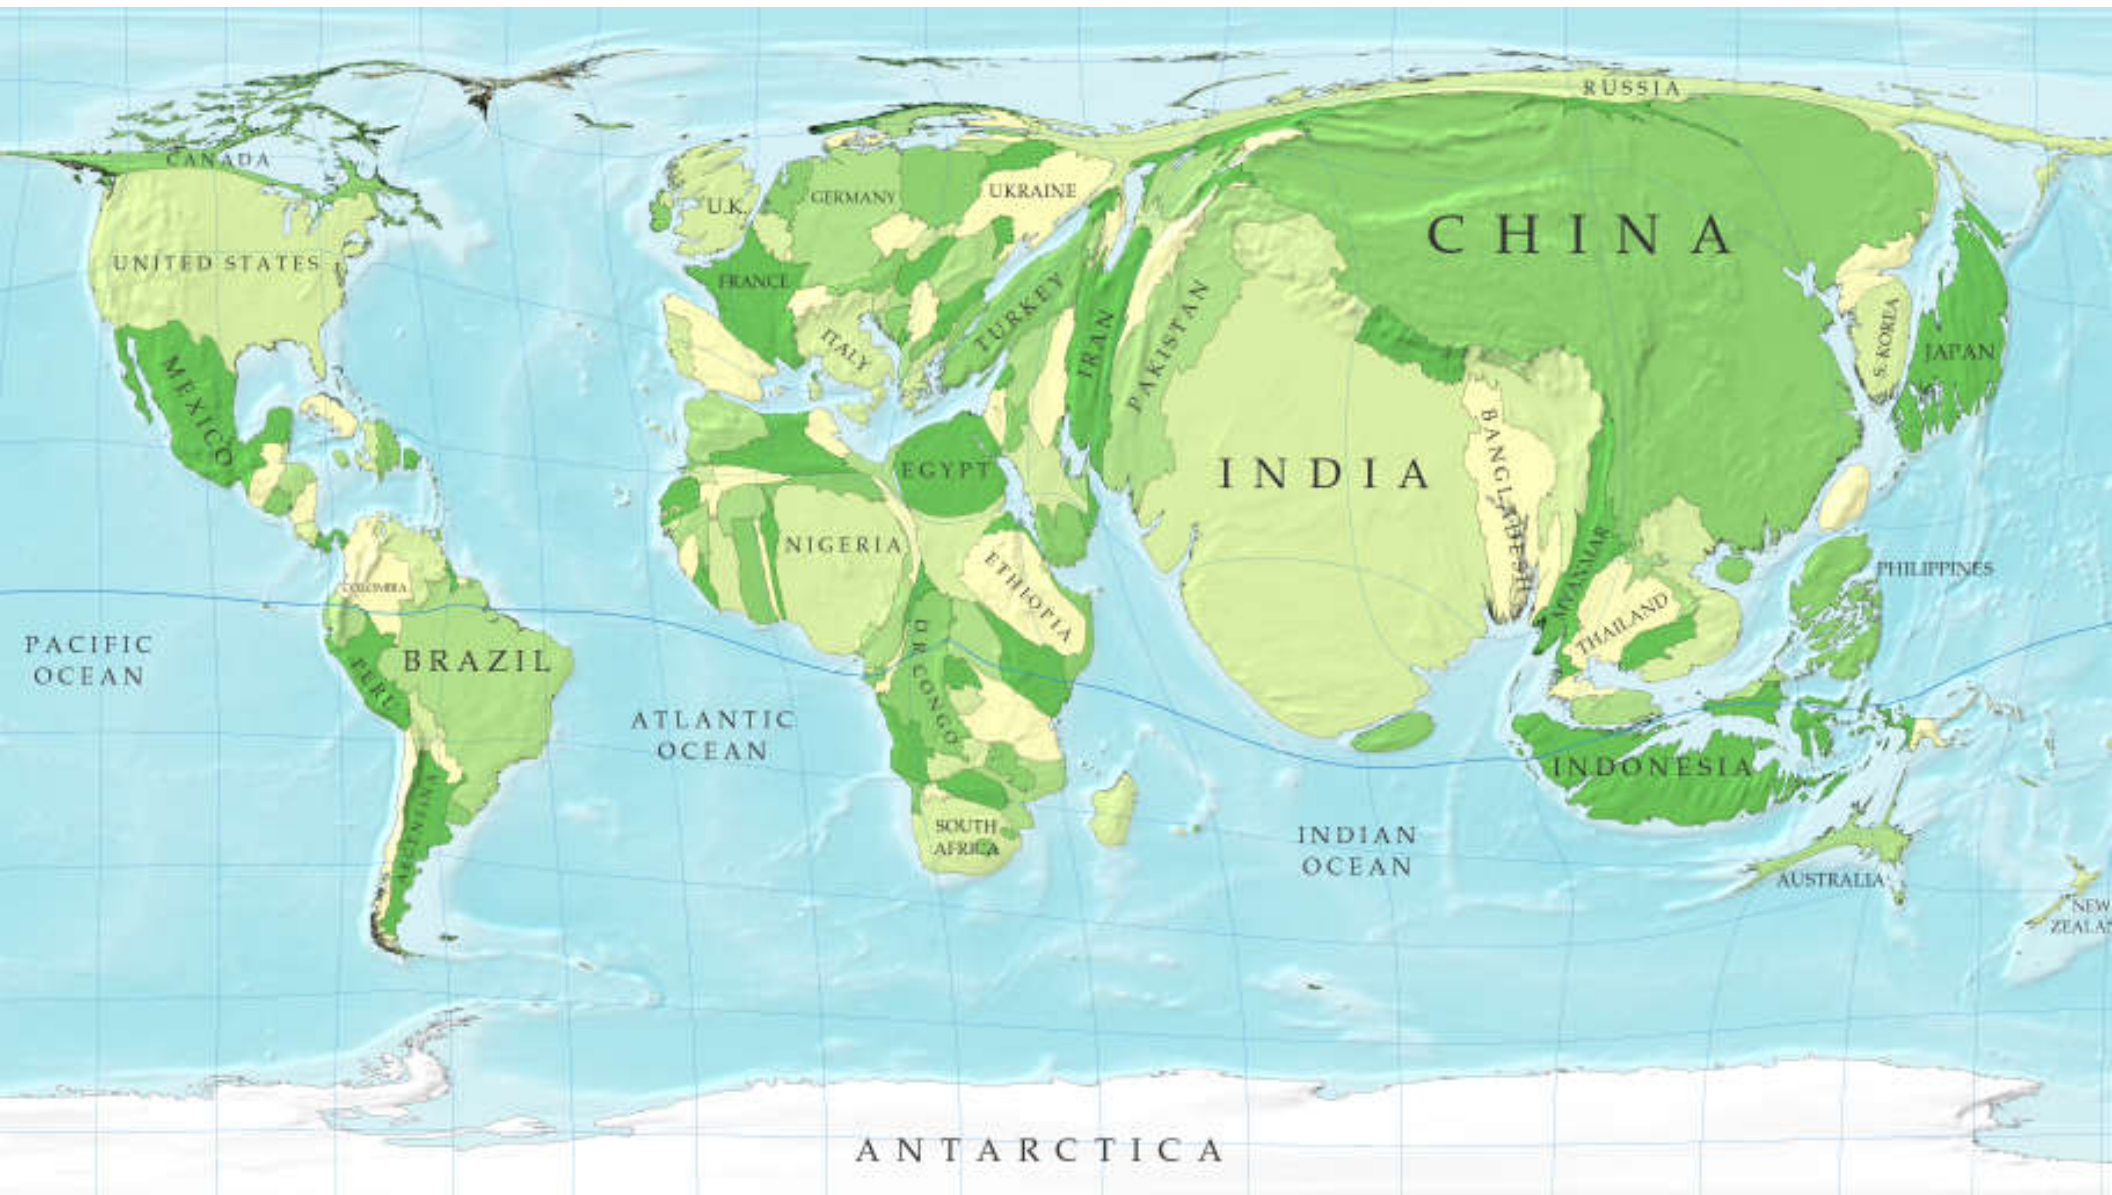 RUSSIA
CANADA
UNITED STATES
MEXICO
U.K.
GERMANY
UKRAINE
FRANCE
ITALY
TURKEY
IRAN
PAKISTAN
CHINA
S. KOREA
JAPAN
INDIA
BANGLADESH
MYANMAR
THAILAND
PHILIPPINES
EGYPT
NIGERIA
ETHIOPIA
D R CONGO
COLOMBIA
BRAZIL
PERU
ARGENTINA
PACIFIC
OCEAN
ATLANTIC
OCEAN
SOUTH
AFRICA
INDIAN
OCEAN
INDONESIA
AUSTRALIA
NEW
ZEALAN
ANTARCTICA